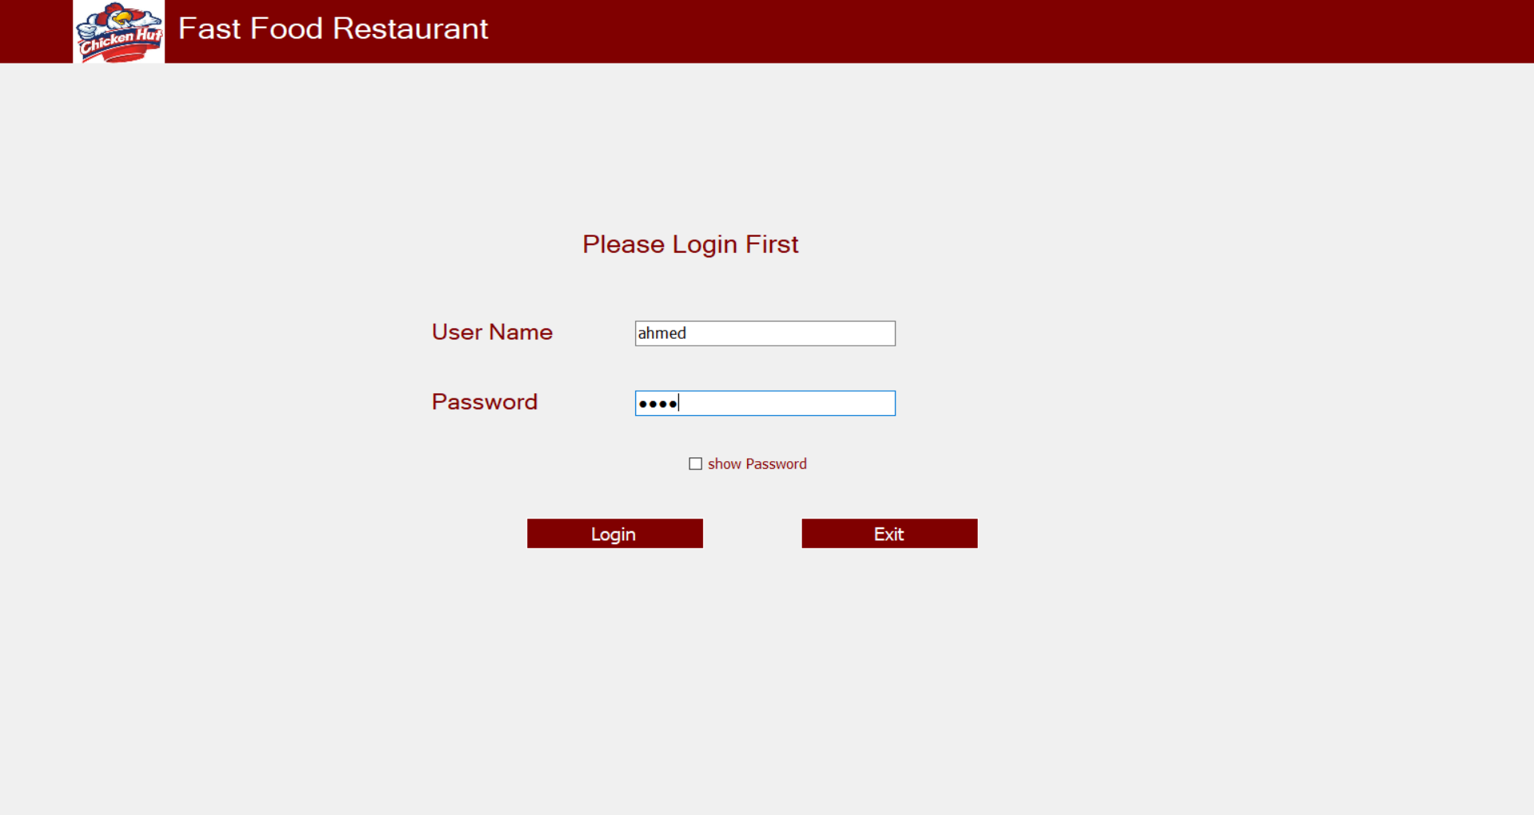 Chicken Hut
Fast Food Restaurant
Please Login First
User Name
ahmed
Password
••••
show Password
Login
Exit